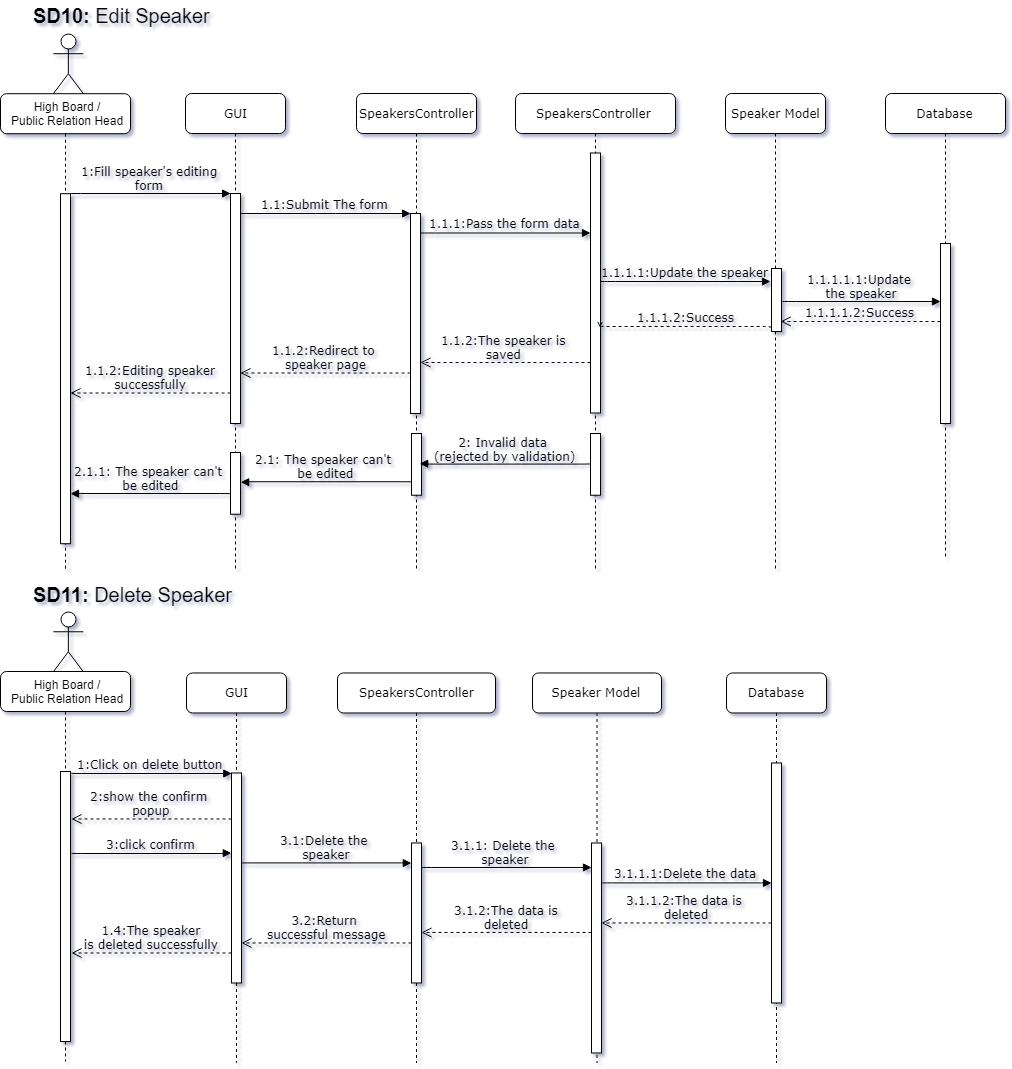 SD10: Edit Speaker
High Board /
Public Relation Head
GUI
SpeakersController
SpeakersController
Speaker Model
Database
1:Fill speaker's editing
form
1.1:Submit The form
1.1.1:Pass the form data
1.1.1.1:Update the speaker
1.1.1.1.1:Update
the speaker
1.1.1.1.2:Success
1.1.1.2:Success
1.1.2:The speaker is
saved
1.1.2:Redirect to
speaker page
1.1.2:Editing speaker
successfully
2: Invalid data
(rejected by validation)
2.1: The speaker can't
be edited
2.1.1: The speaker can't
be edited
SD11: Delete Speaker
High Board /
Public Relation Head
GUI
SpeakersController
Speaker Model
Database
1:Click on delete button
2:show the confirm
popup
3:click confirm
3.1:Delete the
speaker
3.1.1: Delete the
speaker
3.1.1.1:Delete the data
3.1.1.2:The data is
deleted
3.1.2:The data is
deleted
3.2:Return
successful message
1.4:The speaker
is deleted successfully